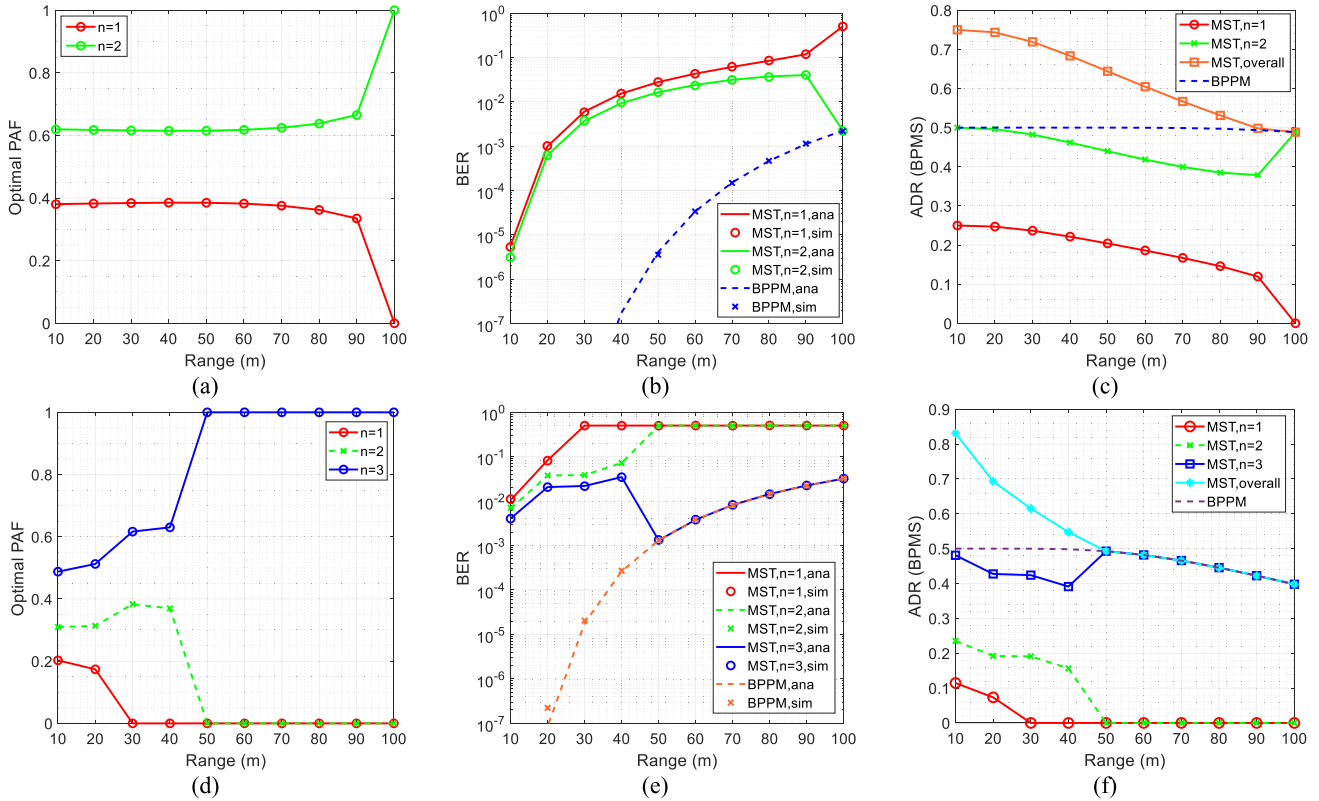 Optimal PAF
1
0.8
0.6
0.4
0.2
0
10 20 30 40 50 60 70 80 90 100
Range (m)
n=1
n=2
(a)
BER
10^0
10^-1
10^-2
10^-3
10^-4
10^-5
10^-6
10^-7
10 20 30 40 50 60 70 80 90 100
Range (m)
MST,n=1,ana
MST,n=1,sim
MST,n=2,ana
MST,n=2,sim
BPPM,ana
BPPM,sim
(b)
ADR (BPMS)
0.8
0.7
0.6
0.5
0.4
0.3
0.2
0.1
0
10 20 30 40 50 60 70 80 90 100
Range (m)
MST,n=1
MST,n=2
MST,overall
BPPM
(c)
Optimal PAF
1
0.8
0.6
0.4
0.2
0
10 20 30 40 50 60 70 80 90 100
Range (m)
n=1
n=2
n=3
(d)
BER
10^0
10^-1
10^-2
10^-3
10^-4
10^-5
10^-6
10^-7
10 20 30 40 50 60 70 80 90 100
Range (m)
MST,n=1,ana
MST,n=1,sim
MST,n=2,ana
MST,n=2,sim
MST,n=3,ana
MST,n=3,sim
BPPM,ana
BPPM,sim
(e)
ADR (BPMS)
0.9
0.8
0.7
0.6
0.5
0.4
0.3
0.2
0.1
0
10 20 30 40 50 60 70 80 90 100
Range (m)
MST,n=1
MST,n=2
MST,n=3
MST,overall
BPPM
(f)